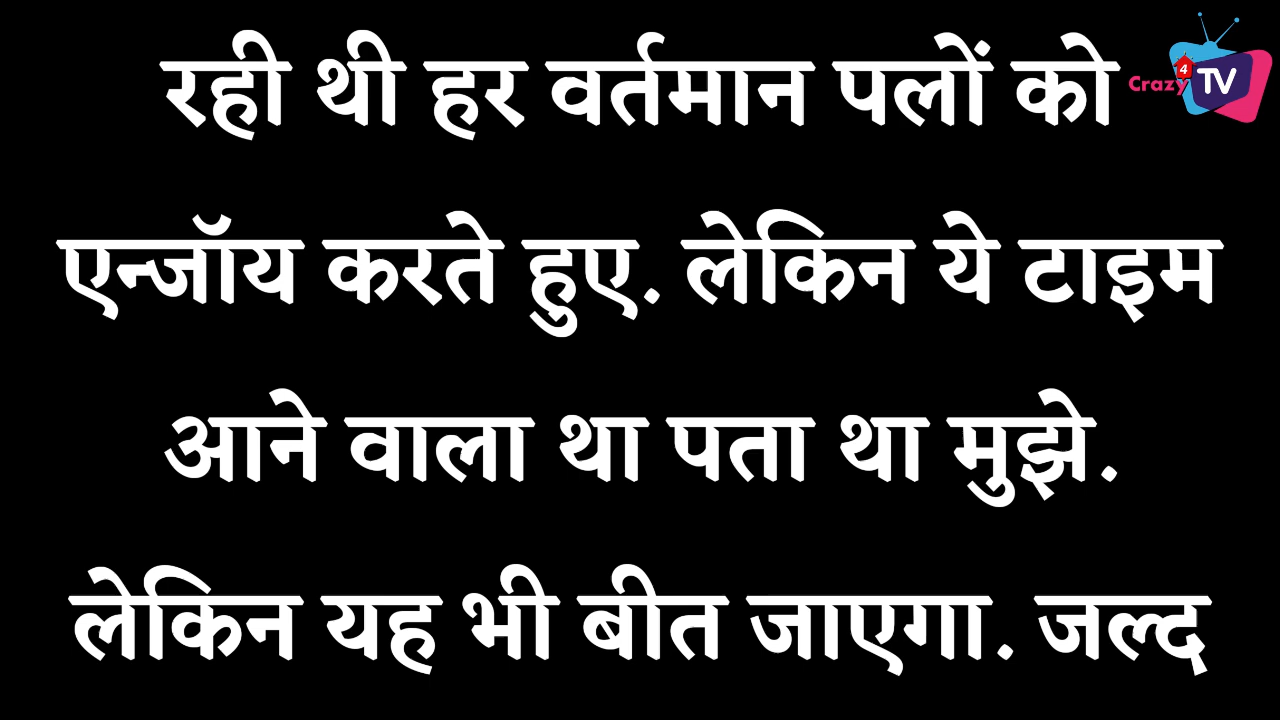 रही थी हर वर्तमान पलों को
Crazy 4 TV
एन्जॉय करते हुए. लेकिन ये टाइम
आने वाला था पता था मुझे.
लेकिन यह भी बीत जाएगा. जल्द